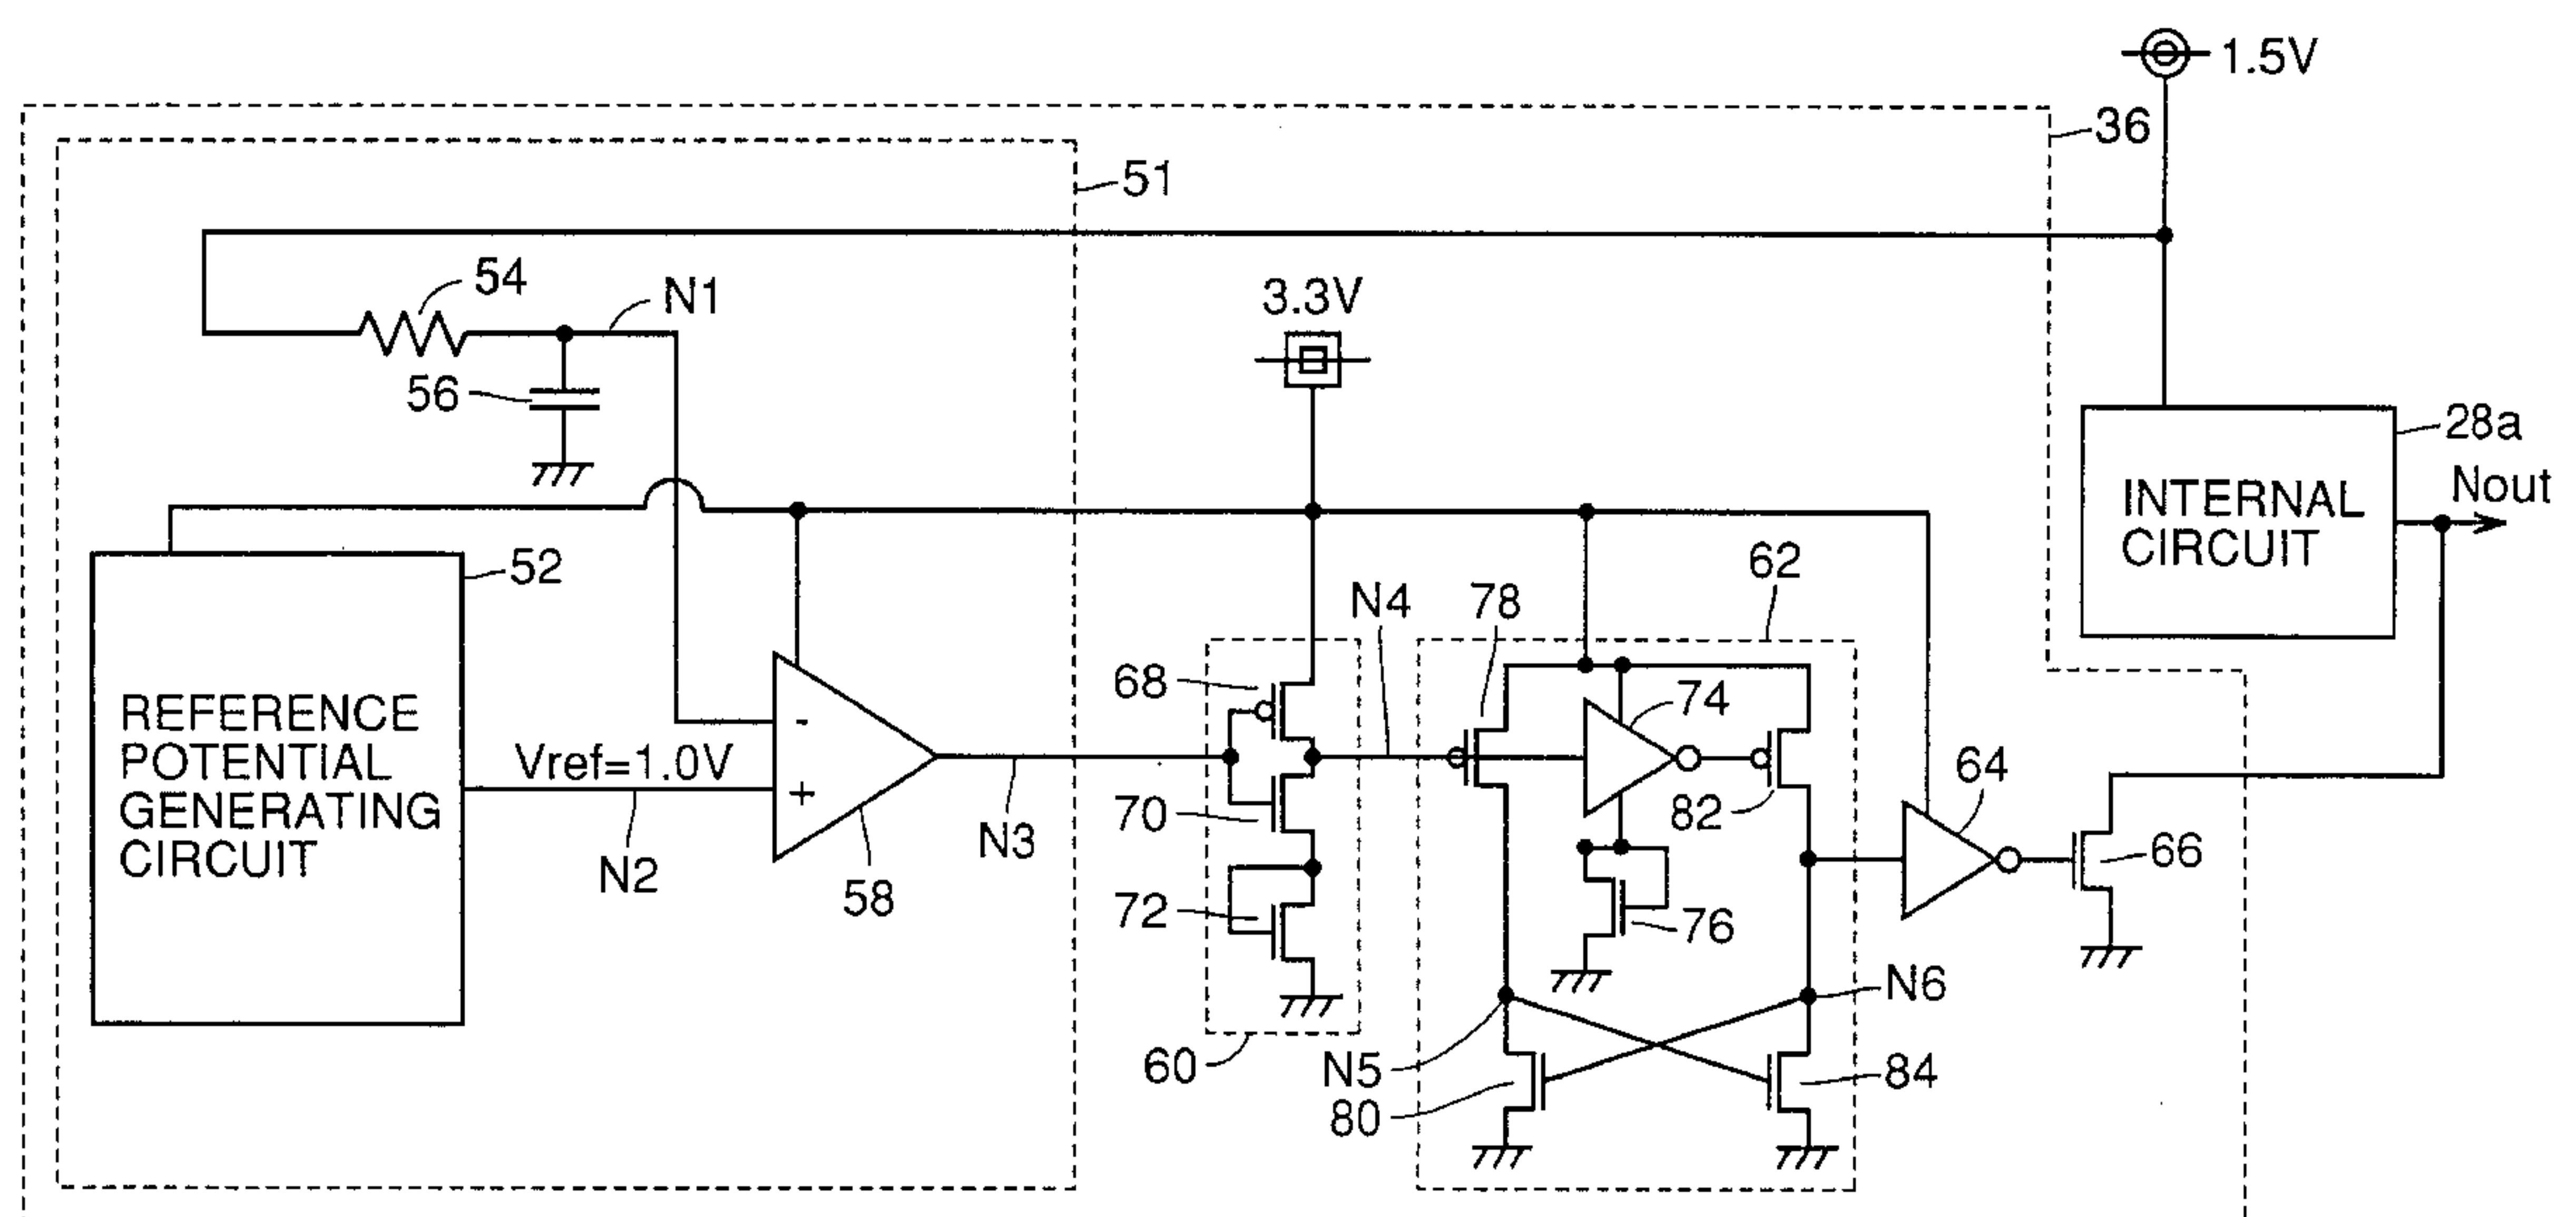 1.5V
36
51
54
N1
3.3V
56
28a
INTERNAL
CIRCUIT
Nout
52
62
N4
78
68
74
REFERENCE
POTENTIAL
GENERATING
CIRCUIT
Vref=1.0V
-
+
N2
58
N3
70
82
64
66
72
76
N6
60
N5
80
84